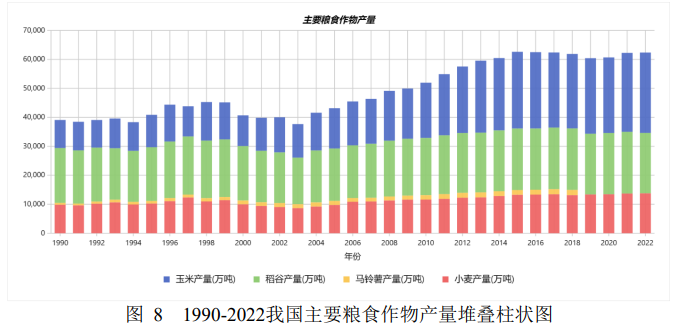 主要粮食作物产量
70,000
60,000
50,000
40,000
30,000
20,000
10,000
0
1990 1992 1994 1996 1998 2000 2002 2004 2006 2008 2010 2012 2014 2016 2018 2020 2022
年份
玉米产量(万吨) 稻谷产量(万吨) 马铃薯产量(万吨) 小麦产量(万吨)
图 8 1990-2022我国主要粮食作物产量堆叠柱状图